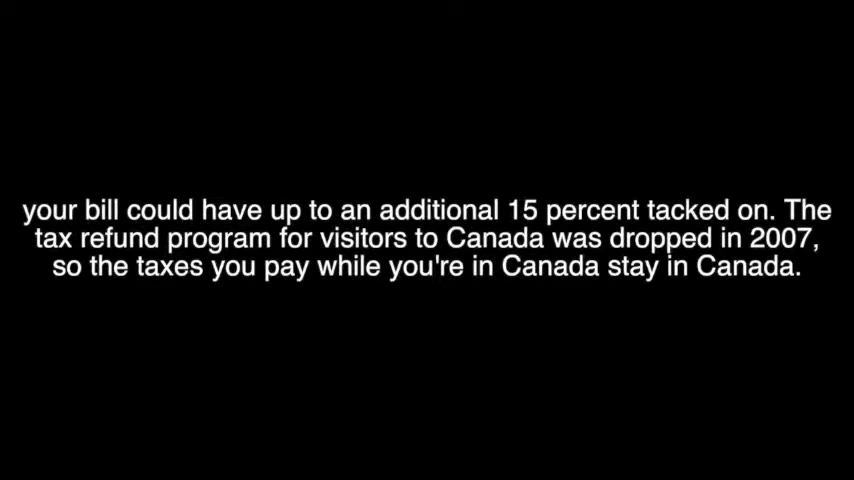 your bill could have up to an additional 15 percent tacked on. The
tax refund program for visitors to Canada was dropped in 2007,
so the taxes you pay while you're in Canada stay in Canada.